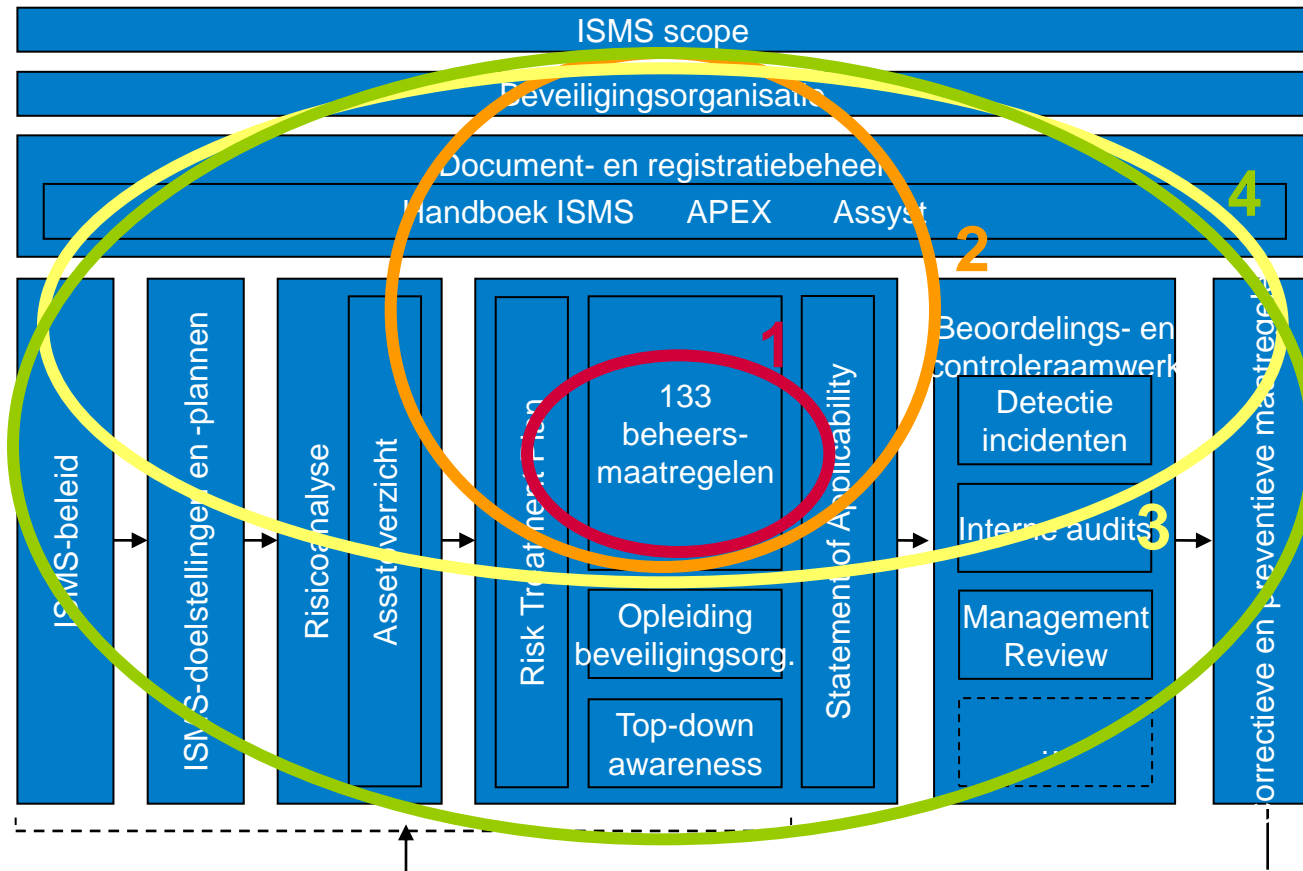 ISMS scope
Beveiligingsorganisatie
Document- en registratiebeheer
Handboek ISMS APEX Assyst
4
2
ISMS-beleid
ISMS-doelstellingen en -plannen
Risicoanalyse
Assetoverzicht
Risk Treatment Plan
1
133
beheers-
maatregelen
Opleiding
beveiligingsorg.
Top-down
awareness
Statement of Applicability
Beoordelings- en
controleraamwerk
Detectie
incidenten
Interne audits
3
Management
Review
...
orrectieve en preventieve maatregele